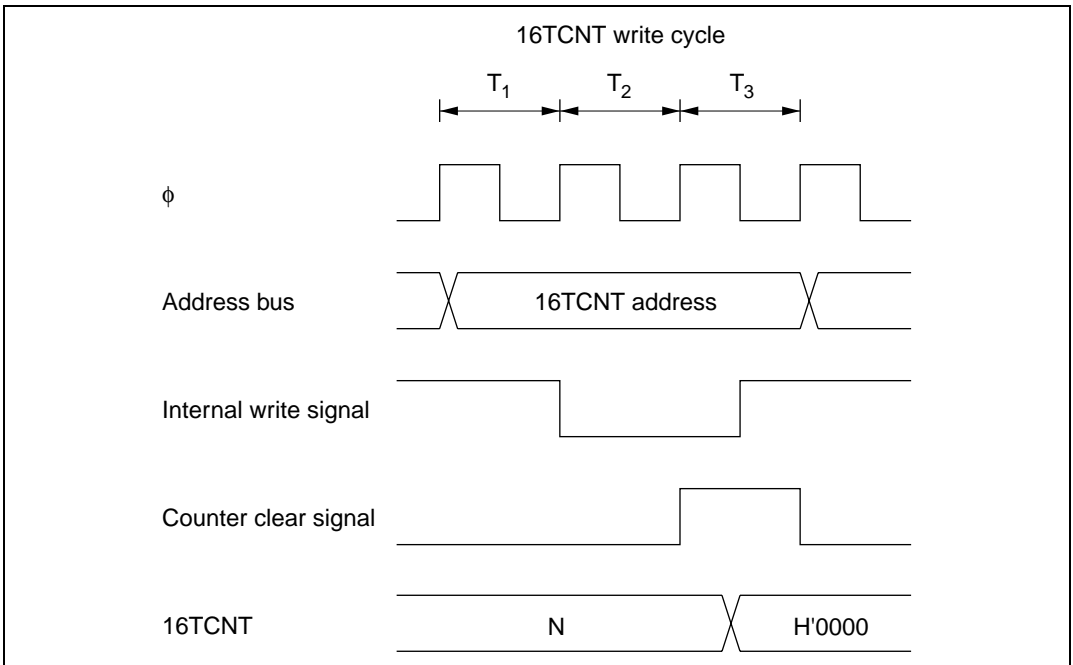 16TCNT write cycle
T1 T2 T3
ϕ
Address bus 16TCNT address
Internal write signal
Counter clear signal
16TCNT N H'0000